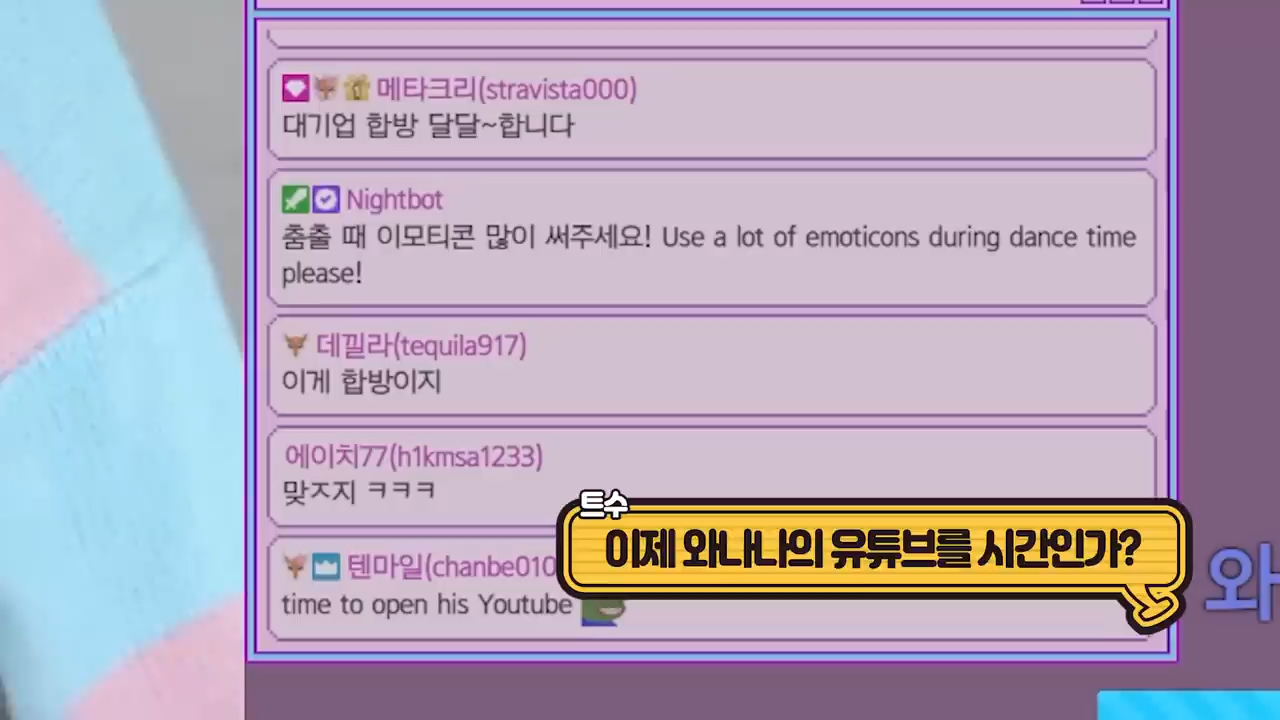 메타크리(stravista000)
대기업 합방 달달~합니다
Nightbot
춤출 때 이모티콘 많이 써주세요! Use a lot of emoticons during dance time
please!
데낄라(tequila917)
이게 합방이지
에이치77(h1kmsa1233)
맞ㅈ지 ㅋㅋㅋ
트수
이제 와나나의 유튜브를 시간인가?
텐마일(chanbe010
time to open his Youtube
와